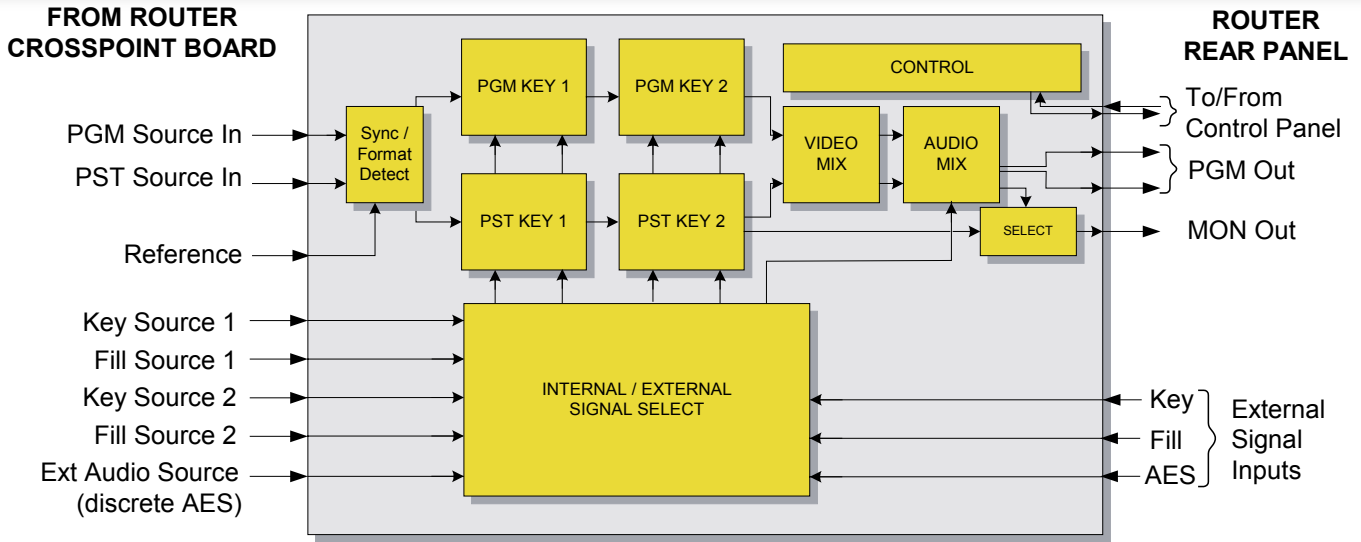 FROM ROUTER
CROSSPOINT BOARD
ROUTER
REAR PANEL
PGM Source In
PST Source In
Reference
Key Source 1
Fill Source 1
Key Source 2
Fill Source 2
Ext Audio Source
(discrete AES)
Sync /
Format
Detect
PGM KEY 1
PGM KEY 2
PST KEY 1
PST KEY 2
CONTROL
VIDEO
MIX
AUDIO
MIX
SELECT
INTERNAL / EXTERNAL
SIGNAL SELECT
To/From
Control Panel
PGM Out
MON Out
Key
Fill
AES
External
Signal
Inputs